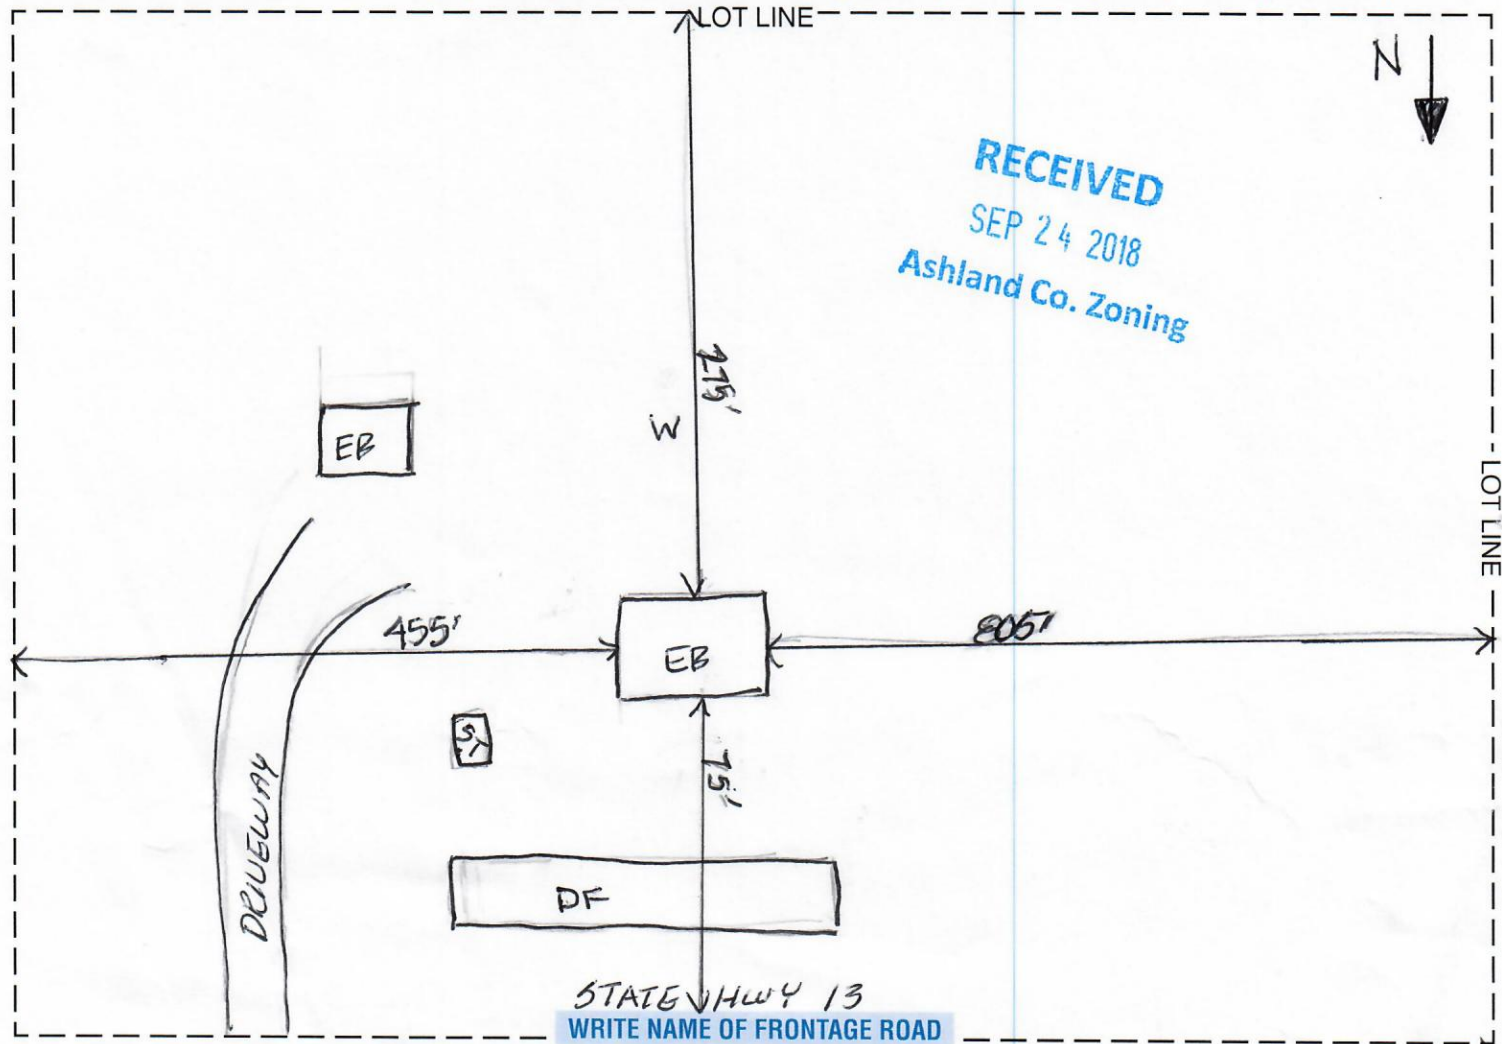 LOT LINE
N
RECEIVED
SEP 24 2018
Ashland Co. Zoning
275'
W
EB
LOT LINE
455'
805'
EB
ST
75'
DRIVEWAY
DF
STATE HWY 13
WRITE NAME OF FRONTAGE ROAD